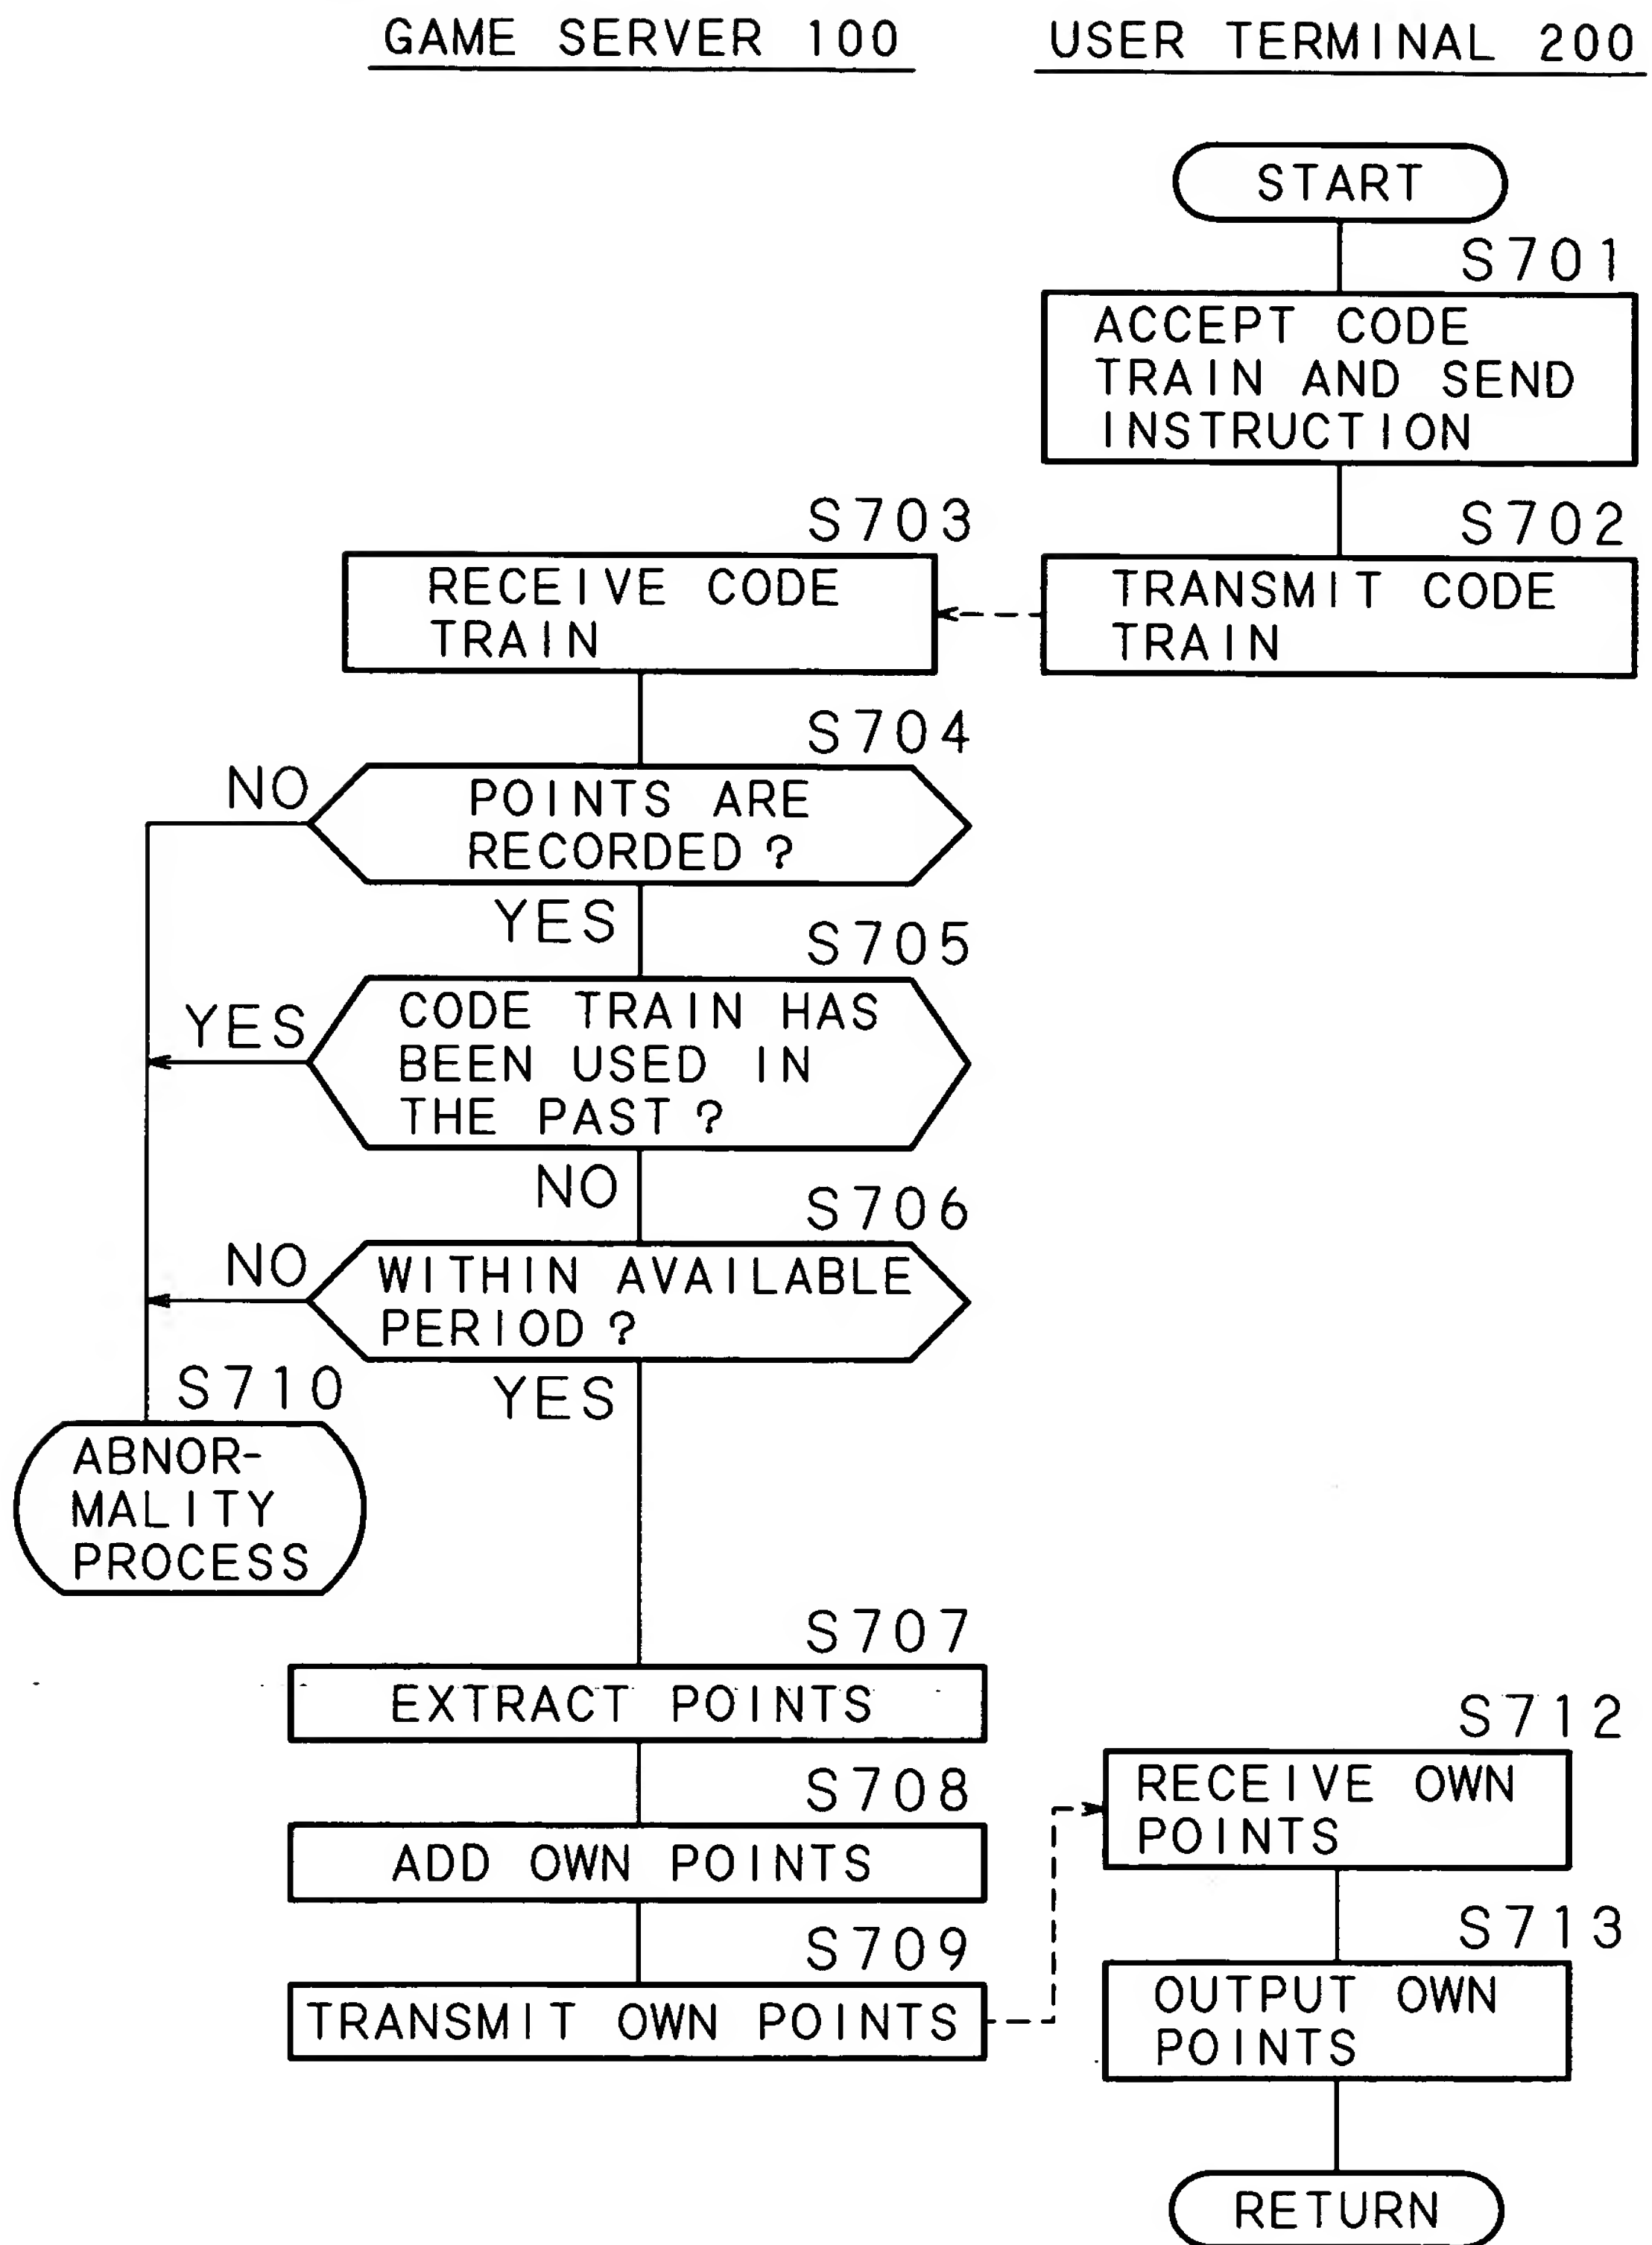 GAME SERVER 100
USER TERMINAL 200
START
S701
ACCEPT CODE
TRAIN AND SEND
INSTRUCTION
S702
TRANSMIT CODE
TRAIN
S703
RECEIVE CODE
TRAIN
S704
POINTS ARE
RECORDED?
NO
YES
S705
CODE TRAIN HAS
BEEN USED IN
THE PAST?
YES
NO
S706
WITHIN AVAILABLE
PERIOD?
NO
YES
S710
ABNOR-
MALITY
PROCESS
S707
EXTRACT POINTS
S708
ADD OWN POINTS
S709
TRANSMIT OWN POINTS
S712
RECEIVE OWN
POINTS
S713
OUTPUT OWN
POINTS
RETURN